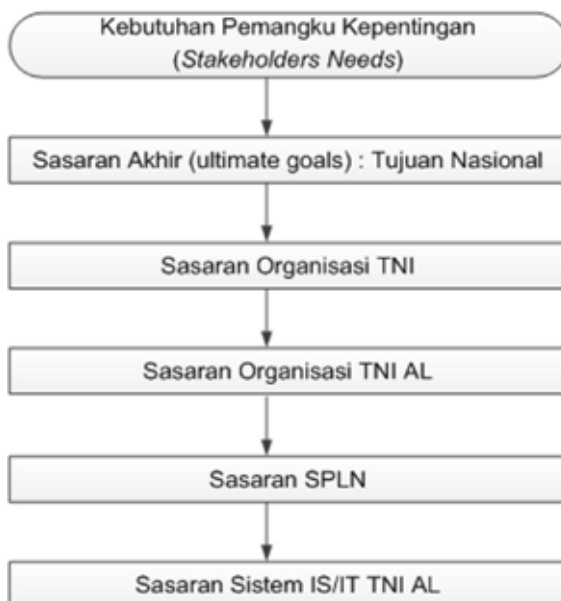 Kebutuhan Pemangku Kepentingan
(Stakeholders Needs)
Sasaran Akhir (ultimate goals) : Tujuan Nasional
Sasaran Organisasi TNI
Sasaran Organisasi TNI AL
Sasaran SPLN
Sasaran Sistem IS/IT TNI AL